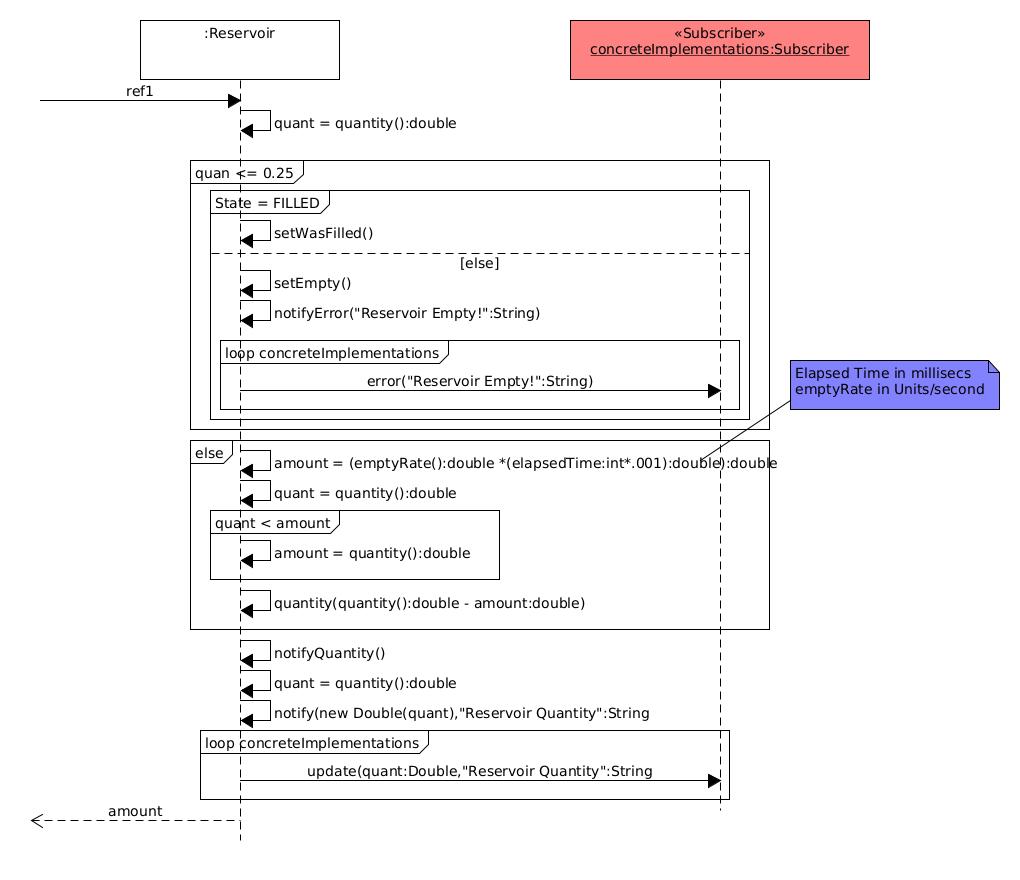 :Reservoir
«Subscriber»
concreteImplementations:Subscriber
ref1
quant = quantity():double
quan <= 0.25
State = FILLED
setWasFilled()
[else]
setEmpty()
notifyError("Reservoir Empty!":String)
loop concreteImplementations
error("Reservoir Empty!":String)
Elapsed Time in millisecs
emptyRate in Units/second
else
amount = (emptyRate():double *(elapsedTime:int*.001):double):double
quant = quantity():double
quant < amount
amount = quantity():double
quantity(quantity():double - amount:double)
notifyQuantity()
quant = quantity():double
notify(new Double(quant),"Reservoir Quantity":String
loop concreteImplementations
update(quant:Double,"Reservoir Quantity":String
amount